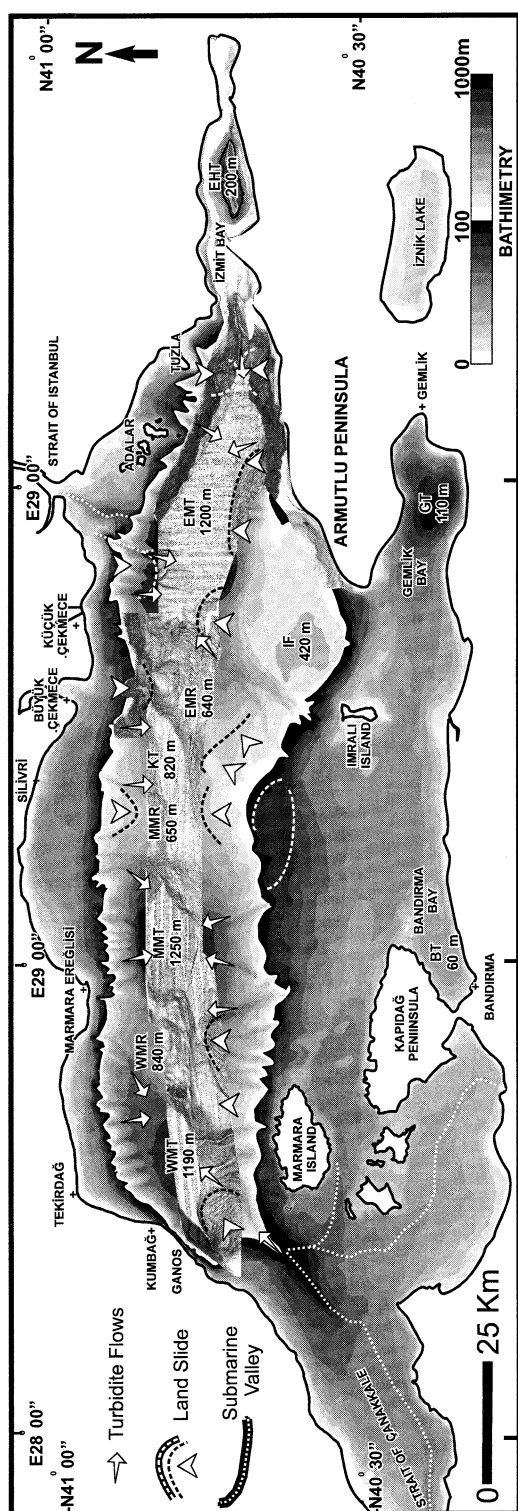 E28 00"
E29 00"
E29 00"
N41 00"
N41 00"
N
STRAIT OF ISTANBUL
SİLİVRİ
BÜYÜK
ÇEKMECE
KÜÇÜK
ÇEKMECE
ADALAR
TUZLA
İZMİT BAY
EHT
200 m
MARMARA EREĞLİSİ
TEKİRDAĞ
KUMBAĞ
GANOS
WMT
1190 m
WMR
840 m
MMT
1250 m
MMR
650 m
KT
820 m
EMR
640 m
EMT
1200 m
IF
420 m
ARMUTLU PENINSULA
Turbidite Flows
Land Slide
Submarine
Valley
MARMARA
ISLAND
KAPIDAĞ
PENIINSULA
BANDIRMA
BAY
BT
60 m
BANDIRMA
İMRALI
ISLAND
GEMLİK
BAY
GT
110 m
GEMLİK
İZNİK LAKE
STRAIT OF ÇANAKKALE
N40 30"
N40 30"
0 25 Km
0 100 1000m
BATHIMETRY